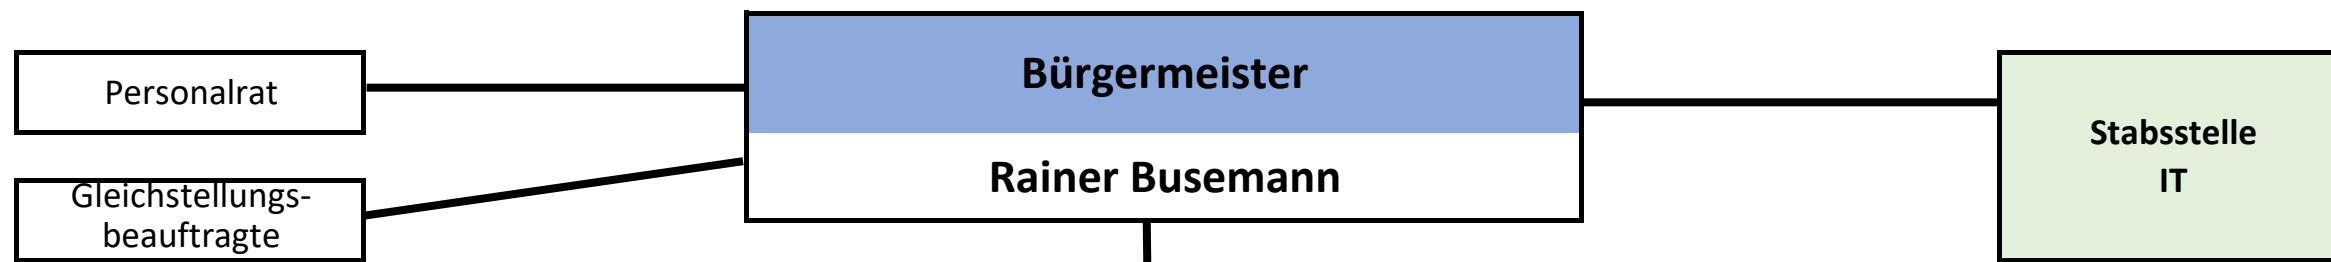 Personalrat
Gleichstellungs-
beauftragte
Bürgermeister
Rainer Busemann
Stabsstelle
IT